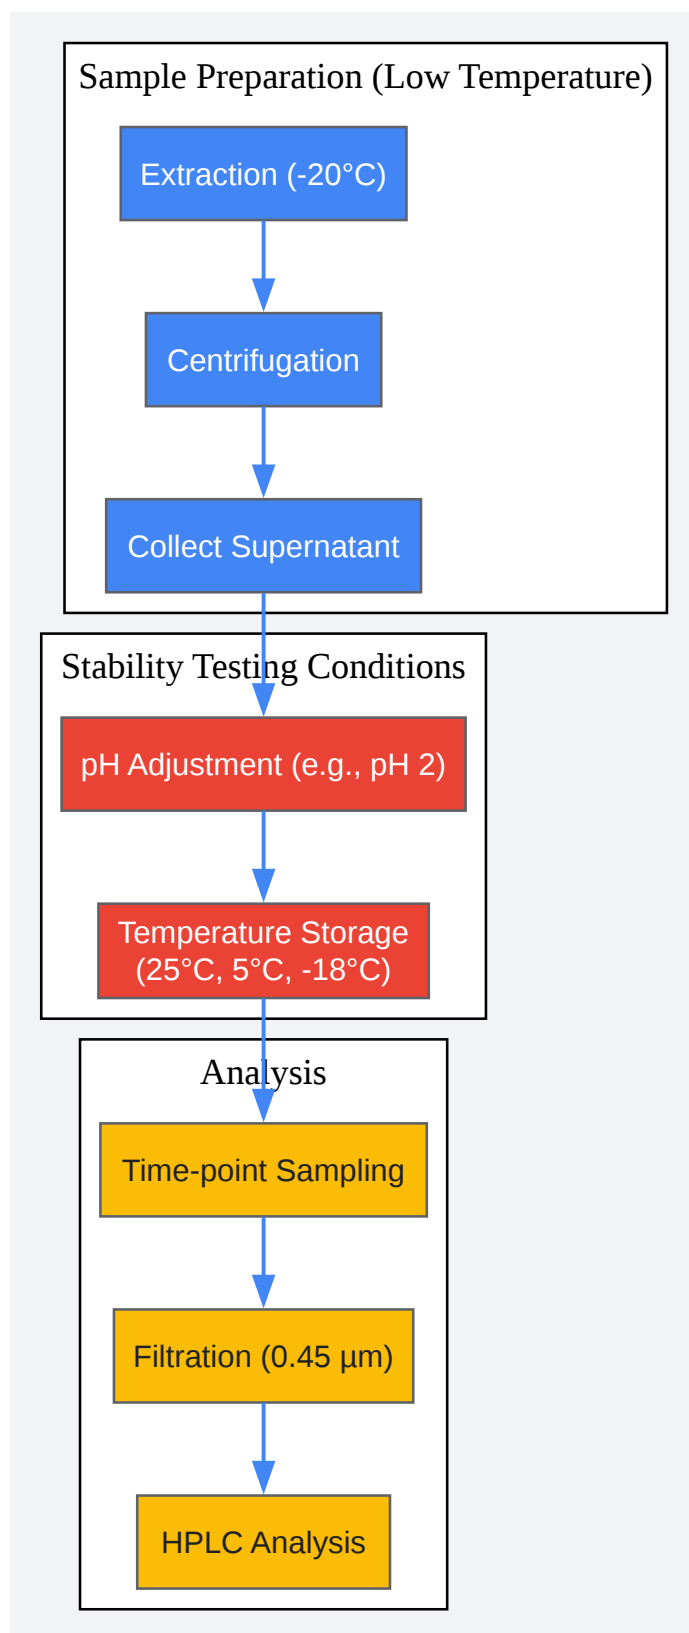 Sample Preparation (Low Temperature)
Extraction (-20°C)
Centrifugation
Collect Supernatant
Stability Testing Conditions
pH Adjustment (e.g., pH 2)
Temperature Storage
(25°C, 5°C, -18°C)
Analysis
Time-point Sampling
Filtration (0.45 µm)
HPLC Analysis